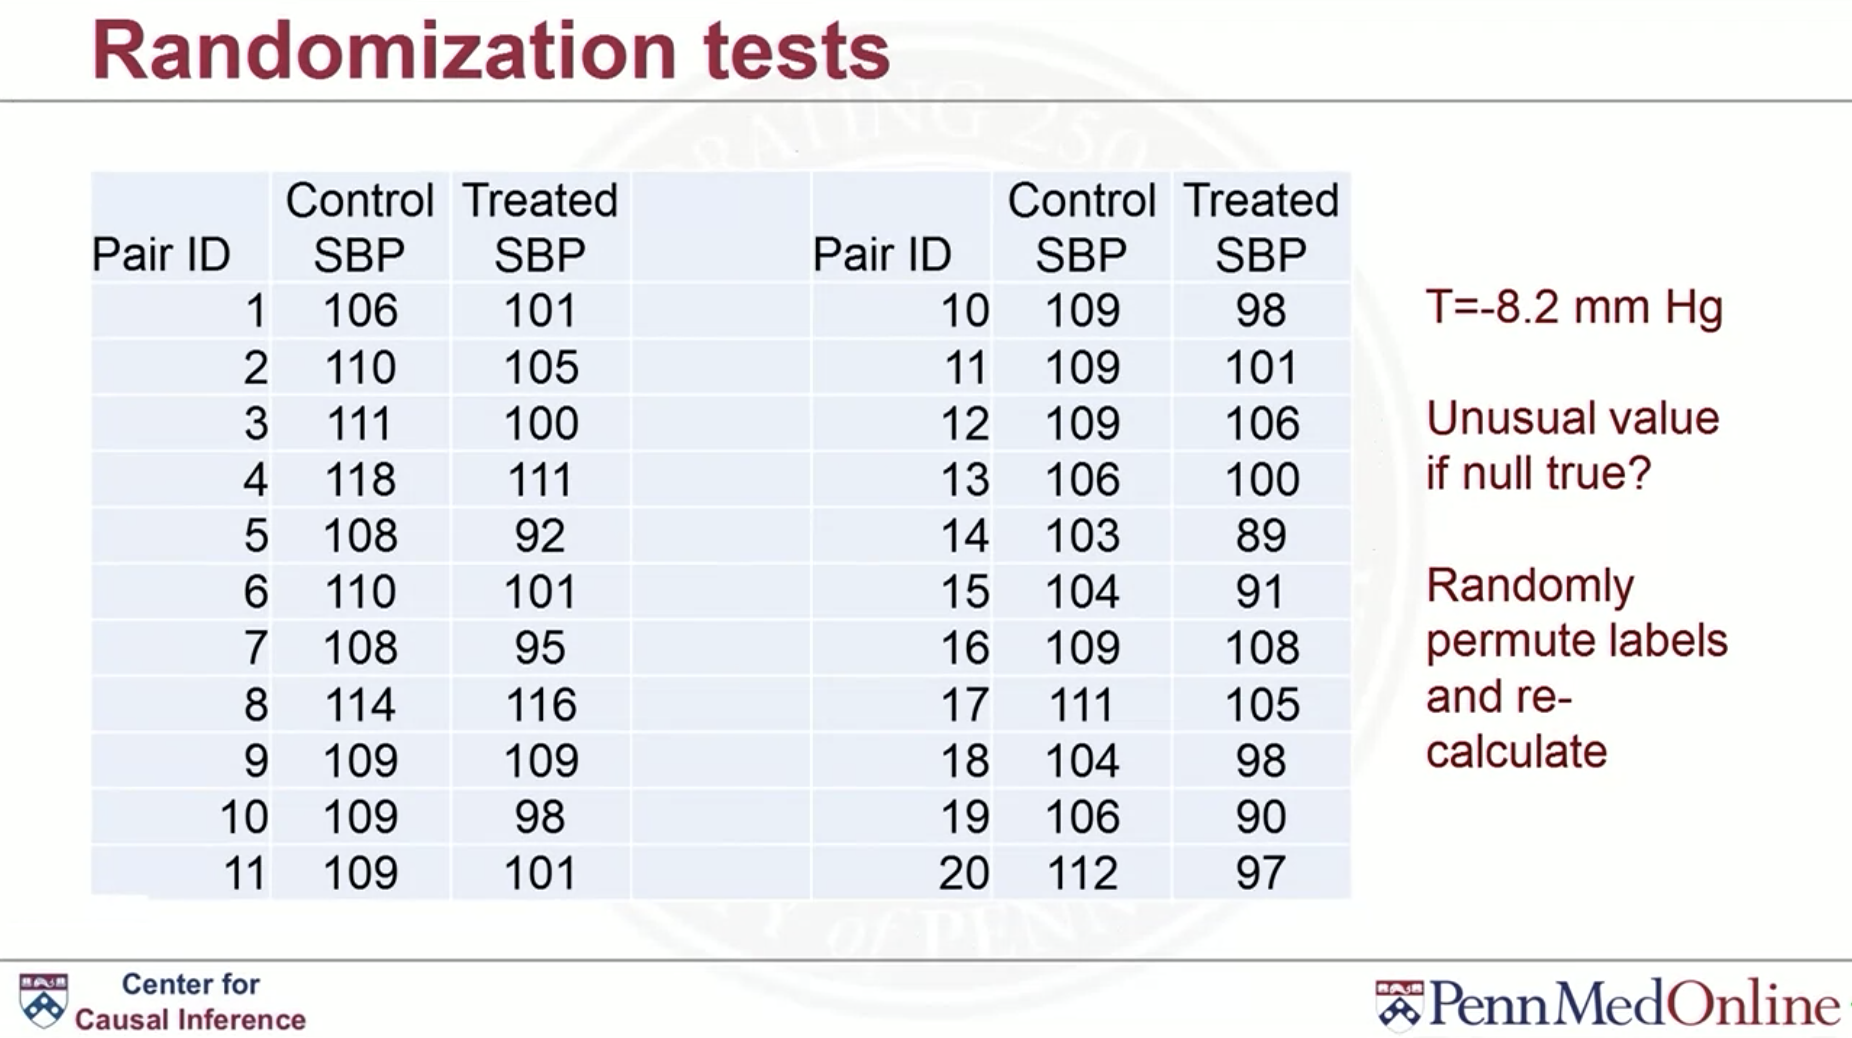 Randomization tests
Pair ID Control SBP Treated SBP Pair ID Control SBP Treated SBP
1 106 101 10 109 98
2 110 105 11 109 101
3 111 100 12 109 106
4 118 111 13 106 100
5 108 92 14 103 89
6 110 101 15 104 91
7 108 95 16 109 108
8 114 116 17 111 105
9 109 109 18 104 98
10 109 98 19 106 90
11 109 101 20 112 97
T=-8.2 mm Hg
Unusual value
if null true?
Randomly
permute labels
and re-
calculate
RATING 250
Y of PENN
Center for
Causal Inference
PennMedOnline